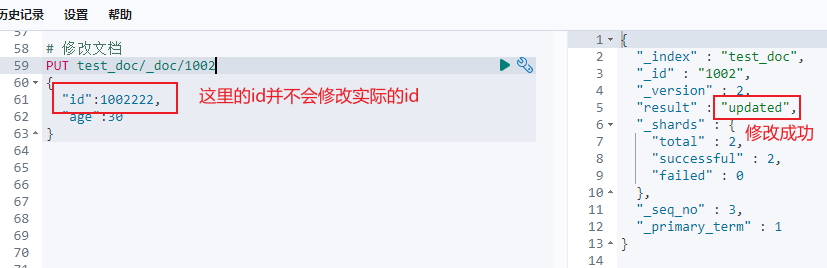 历史记录 设置 帮助
57
58 # 修改文档
59 PUT test_doc/_doc/1002
60 {
61 "id":1002222,
这里的id并不会修改实际的id
62 "age":30
63 }
64
65
66
67
68
69
70
71
1 {
2 "_index" : "test_doc",
3 "_id" : "1002",
4 "_version" : 2,
5 "result" : "updated",
修改成功
6 "_shards" : {
7 "total" : 2,
8 "successful" : 2,
9 "failed" : 0
10 },
11 "_seq_no" : 3,
12 "_primary_term" : 1
13 }
14